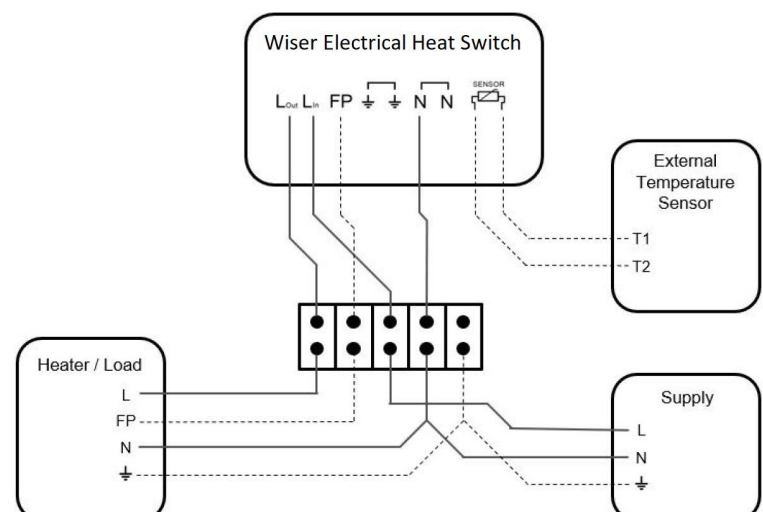 Wiser Electrical Heat Switch
SENSOR
LOut LIn FP N N
External
Temperature
Sensor
T1
T2
Heater / Load
L
FP
N
Supply
L
N